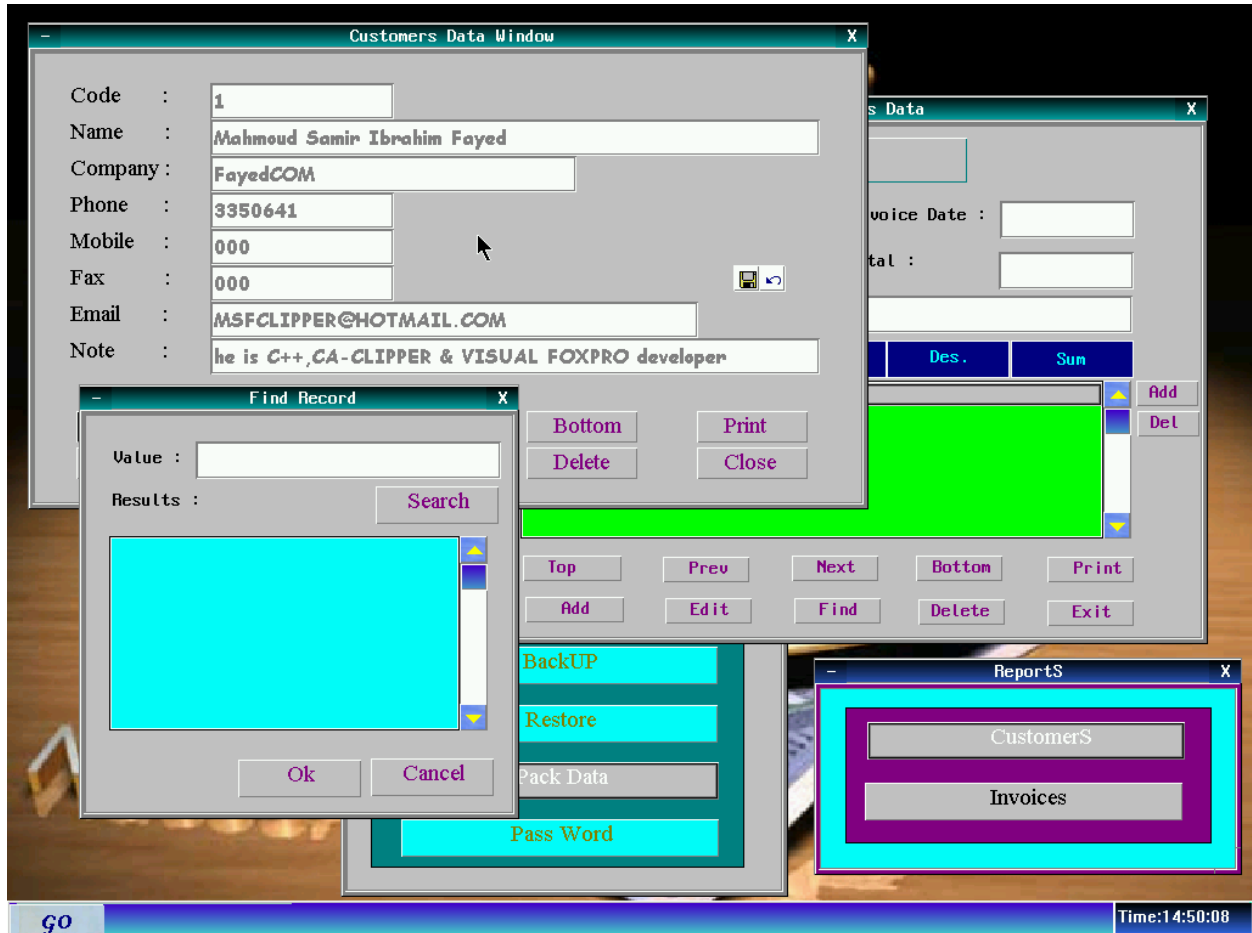 - Customers Data Window X
Code : 1
Name : Mahmoud Samir Ibrahim Fayed
Company : FayedCOM
Phone : 3350641
Mobile : 000
Fax : 000
Email : MSFCLIPPER@HOTMAIL.COM
Note : he is C++,CA-CLIPPER & VISUAL FOXPRO developer
Bottom Print
Delete Close
s Data X
voice Date :
tal :
Des. Sum
Add
Del
Top Prev Next Bottom Print
Add Edit Find Delete Exit
- Find Record X
Value :
Results : Search
Ok Cancel
BackUP
Restore
Pack Data
Pass Word
- ReportS X
CustomerS
Invoices
GO
Time:14:50:08